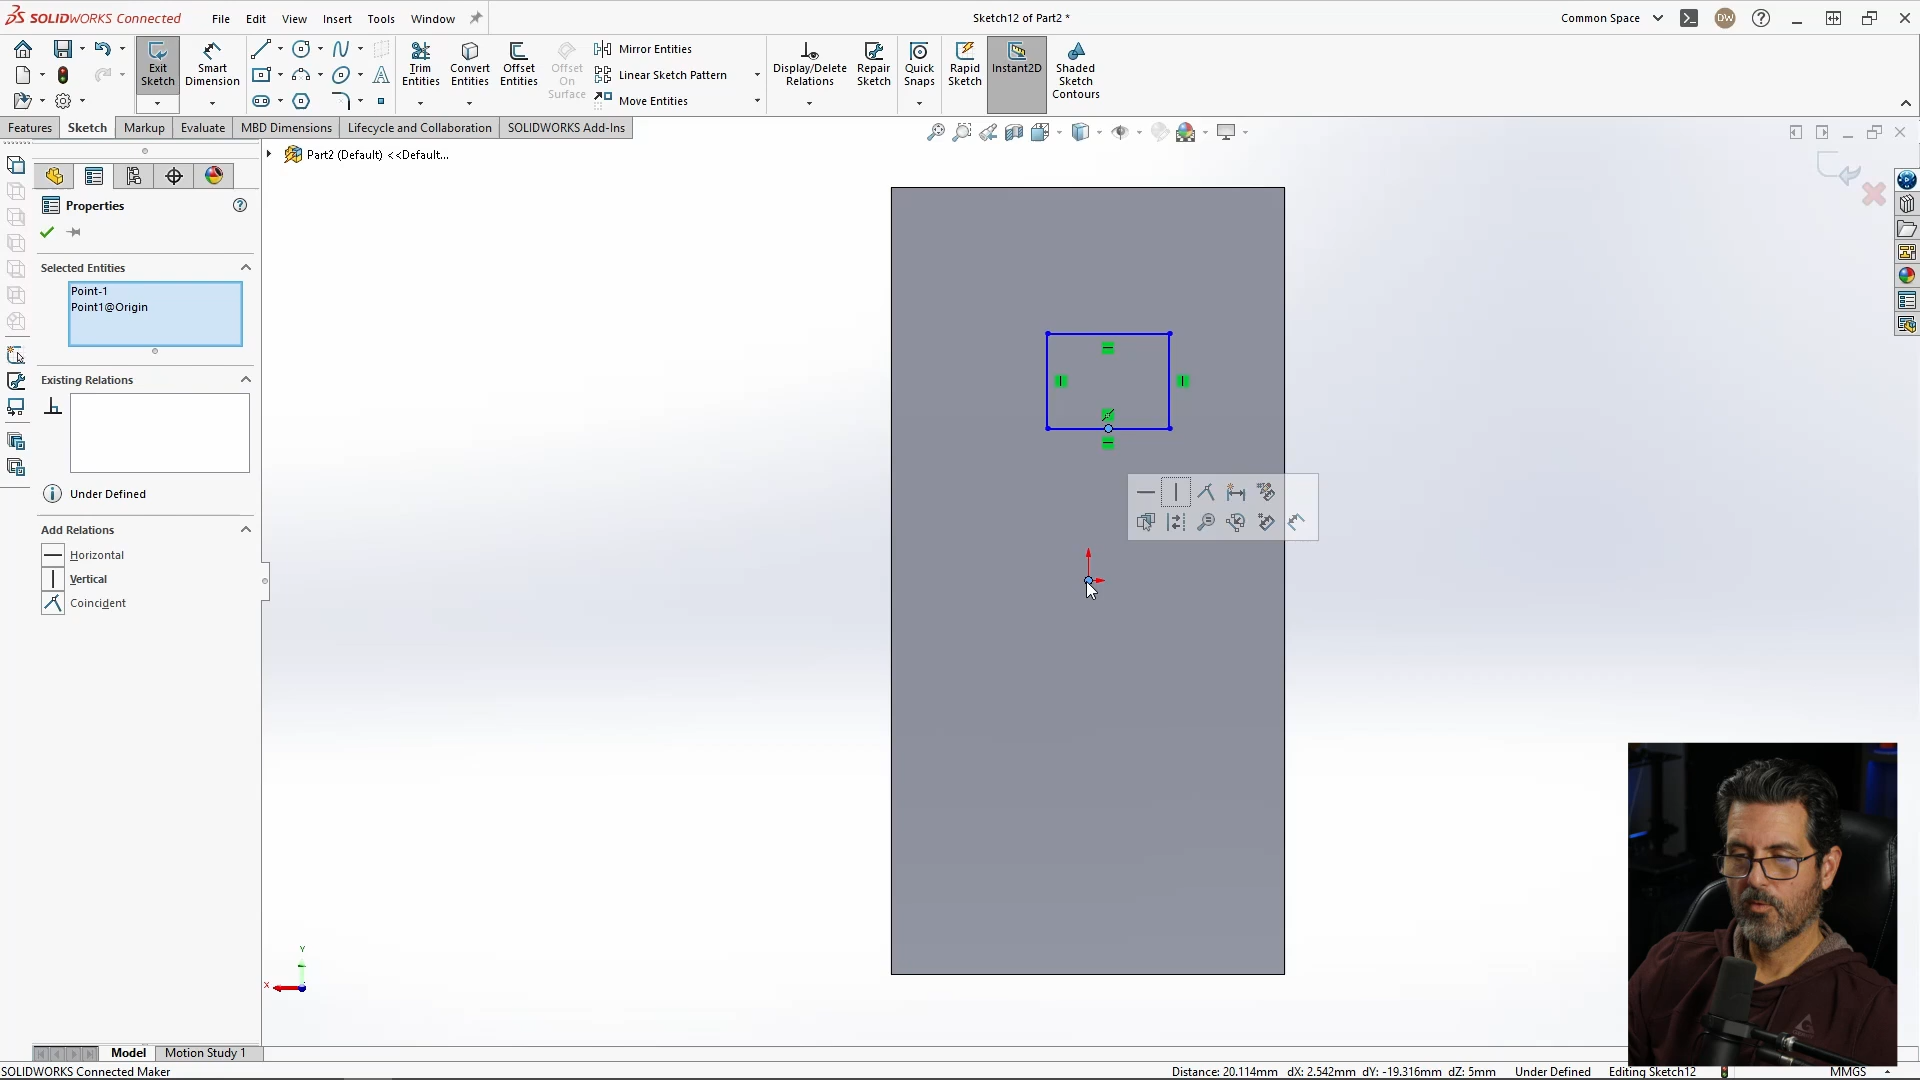 SOLIDWORKS Connected
File
Edit
View
Insert
Tools
Window
Sketch12 of Part2 *
Common Space
DW
Exit
Sketch
Smart
Dimension
Trim
Entities
Convert
Entities
Offset
Entities
Offset
On
Surface
Mirror Entities
Linear Sketch Pattern
Move Entities
Display/Delete
Relations
Repair
Sketch
Quick
Snaps
Rapid
Sketch
Instant2D
Shaded
Sketch
Contours
Features
Sketch
Markup
Evaluate
MBD Dimensions
Lifecycle and Collaboration
SOLIDWORKS Add-Ins
Part2 (Default) <<Default...
Properties
Selected Entities
Point-1
Point1@Origin
Existing Relations
Under Defined
Add Relations
Horizontal
Vertical
Coincident
Y
X
Model
Motion Study 1
SOLIDWORKS Connected Maker
Distance: 20.114mm dX: 2.542mm dY: -19.316mm dZ: 5mm
Under Defined
Editing Sketch12
MMGS